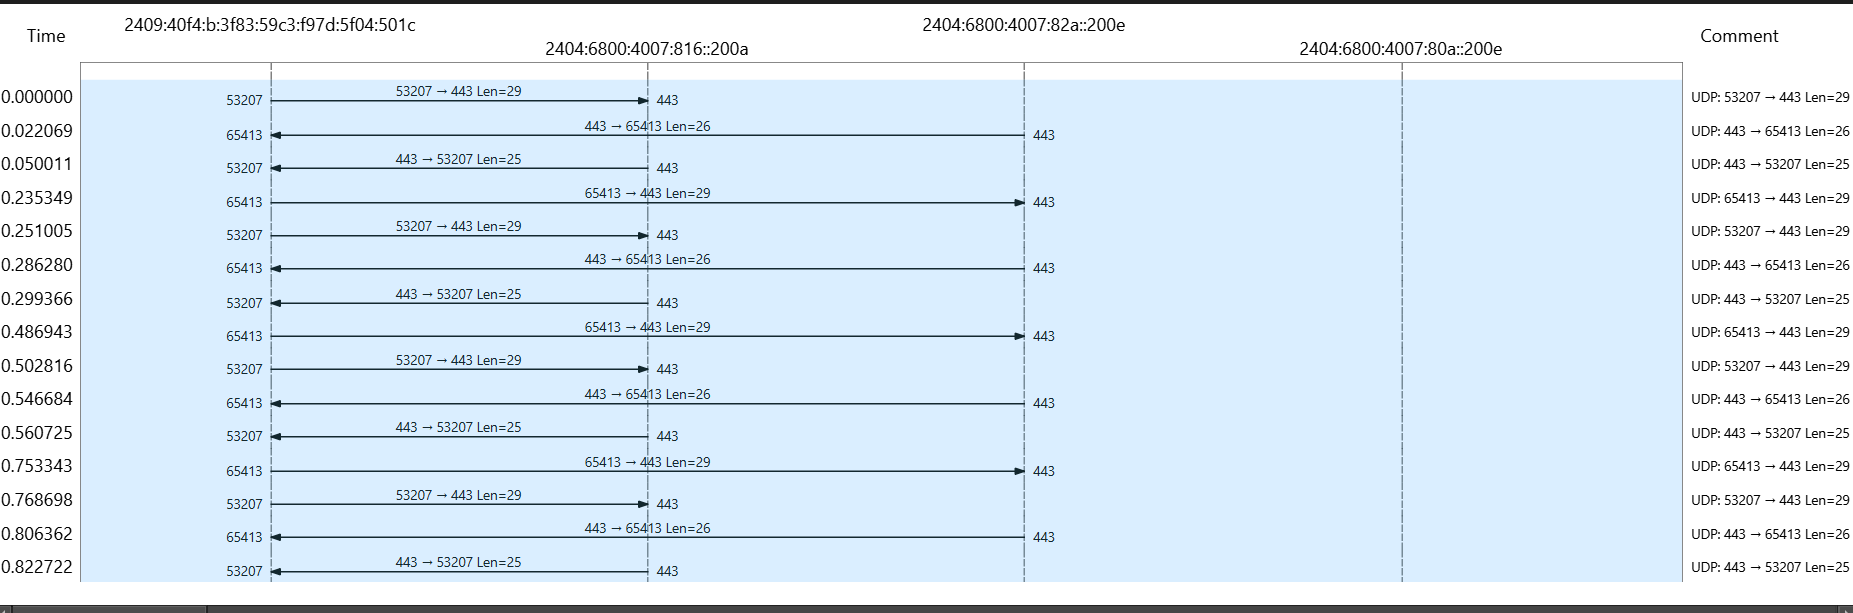 2409:40f4:b:3f83:59c3:f97d:5f04:501c 2404:6800:4007:82a::200e
Time 2404:6800:4007:816::200a 2404:6800:4007:80a::200e Comment
0.000000 53207 53207 → 443 Len=29 443 UDP: 53207 → 443 Len=29
0.022069 65413 443 → 65413 Len=26 443 UDP: 443 → 65413 Len=26
0.050011 53207 443 → 53207 Len=25 443 UDP: 443 → 53207 Len=25
0.235349 65413 65413 → 443 Len=29 443 UDP: 65413 → 443 Len=29
0.251005 53207 53207 → 443 Len=29 443 UDP: 53207 → 443 Len=29
0.286280 65413 443 → 65413 Len=26 443 UDP: 443 → 65413 Len=26
0.299366 53207 443 → 53207 Len=25 443 UDP: 443 → 53207 Len=25
0.486943 65413 65413 → 443 Len=29 443 UDP: 65413 → 443 Len=29
0.502816 53207 53207 → 443 Len=29 443 UDP: 53207 → 443 Len=29
0.546684 65413 443 → 65413 Len=26 443 UDP: 443 → 65413 Len=26
0.560725 53207 443 → 53207 Len=25 443 UDP: 443 → 53207 Len=25
0.753343 65413 65413 → 443 Len=29 443 UDP: 65413 → 443 Len=29
0.768698 53207 53207 → 443 Len=29 443 UDP: 53207 → 443 Len=29
0.806362 65413 443 → 65413 Len=26 443 UDP: 443 → 65413 Len=26
0.822722 53207 443 → 53207 Len=25 443 UDP: 443 → 53207 Len=25